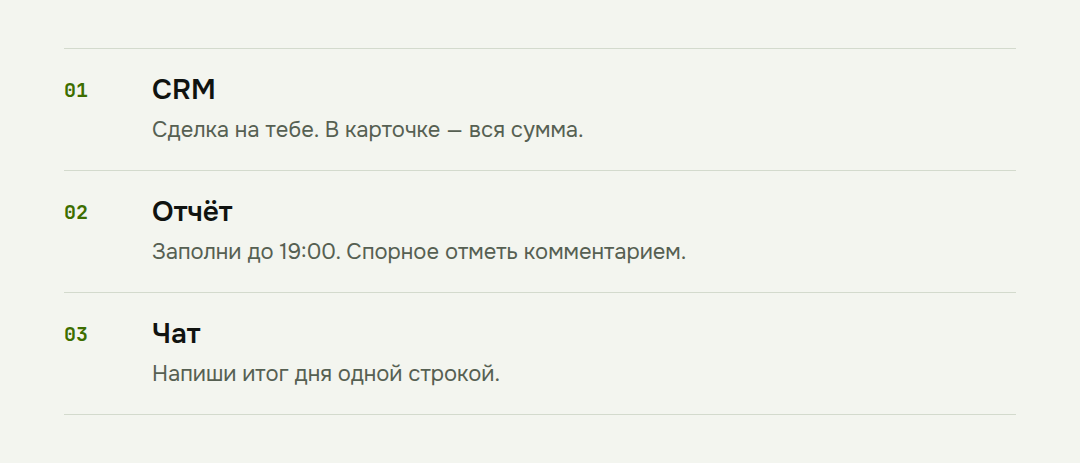 01
CRM
Сделка на тебе. В карточке — вся сумма.
02
Отчёт
Заполни до 19:00. Спорное отметь комментарием.
03
Чат
Напиши итог дня одной строкой.